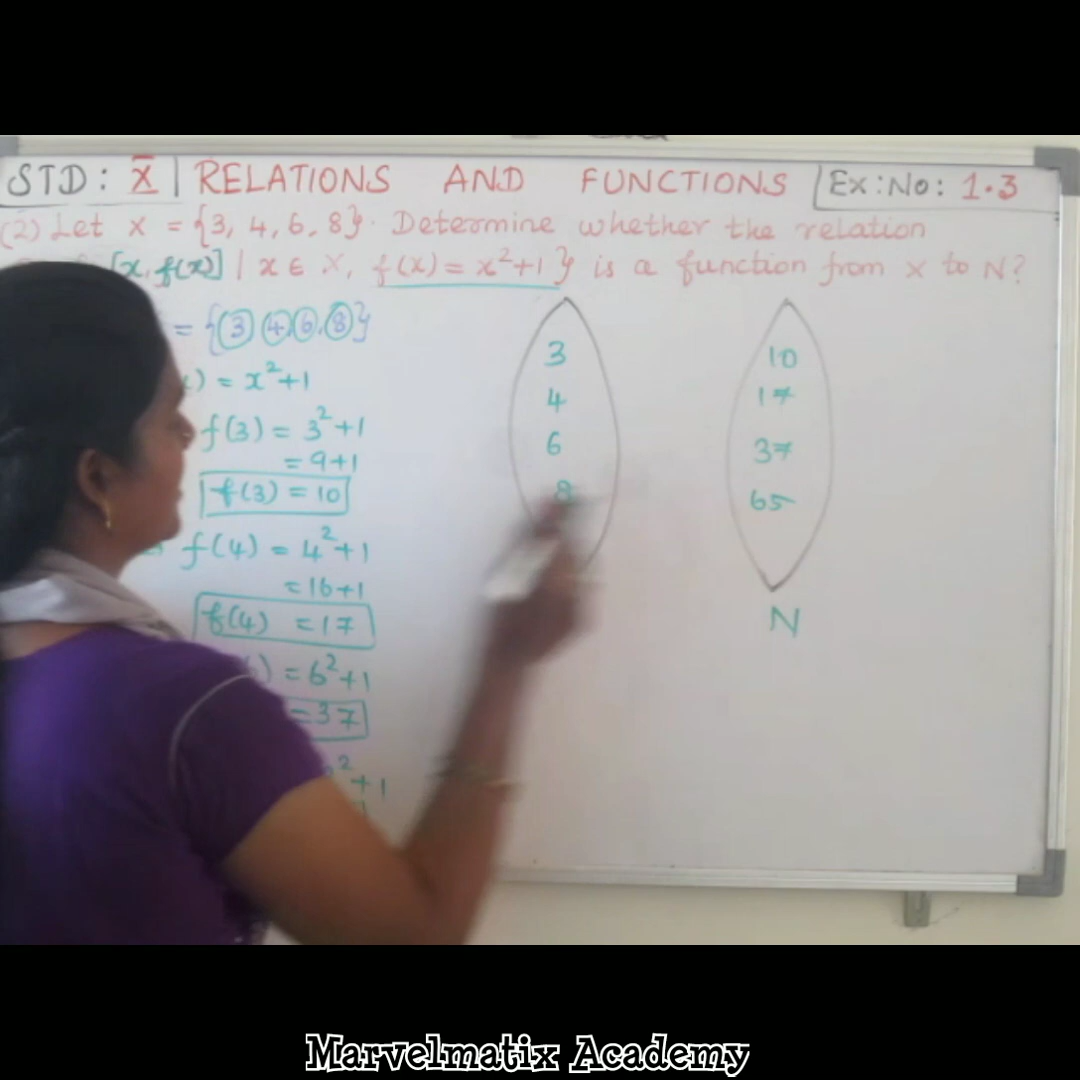 STD: X | RELATIONS AND FUNCTIONS Ex:No: 1.3
(2) Let X = {3, 4, 6, 8}. Determine whether the relation
[x, f(x)] | x ∈ X, f(x) = x²+1 } is a function from X to N?
= {3, 4, 6, 8}
) = x²+1
f(3) = 3²+1
= 9+1
f(3) = 10
f(4) = 4²+1
= 16+1
f(4) = 17
) = 6²+1
= 37
²+1
3
4
6
8
10
17
37
65
N
Marvelmatix Academy